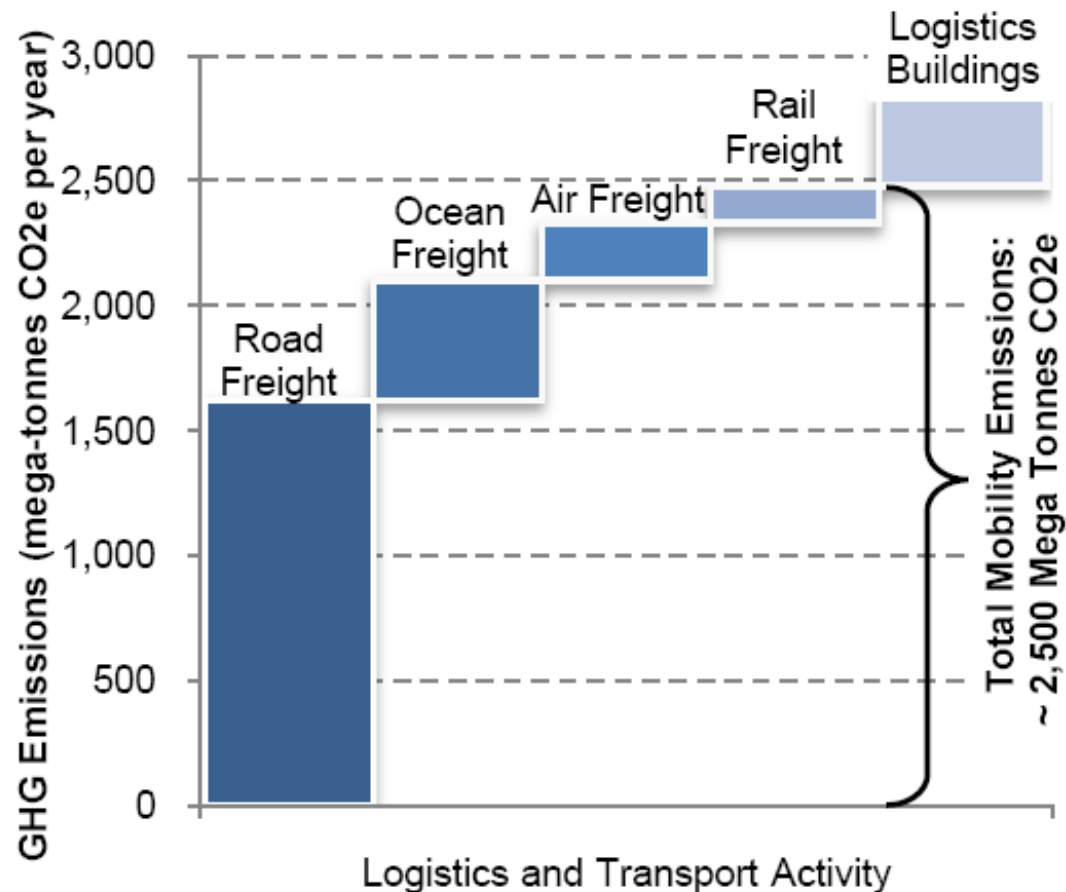 GHG Emissions (mega-tonnes CO2e per year)
3,000
2,500
2,000
1,500
1,000
500
0
Road
Freight
Ocean
Freight
Air Freight
Rail
Freight
Logistics
Buildings
Total Mobility Emissions:
~ 2,500 Mega Tonnes CO2e
Logistics and Transport Activity